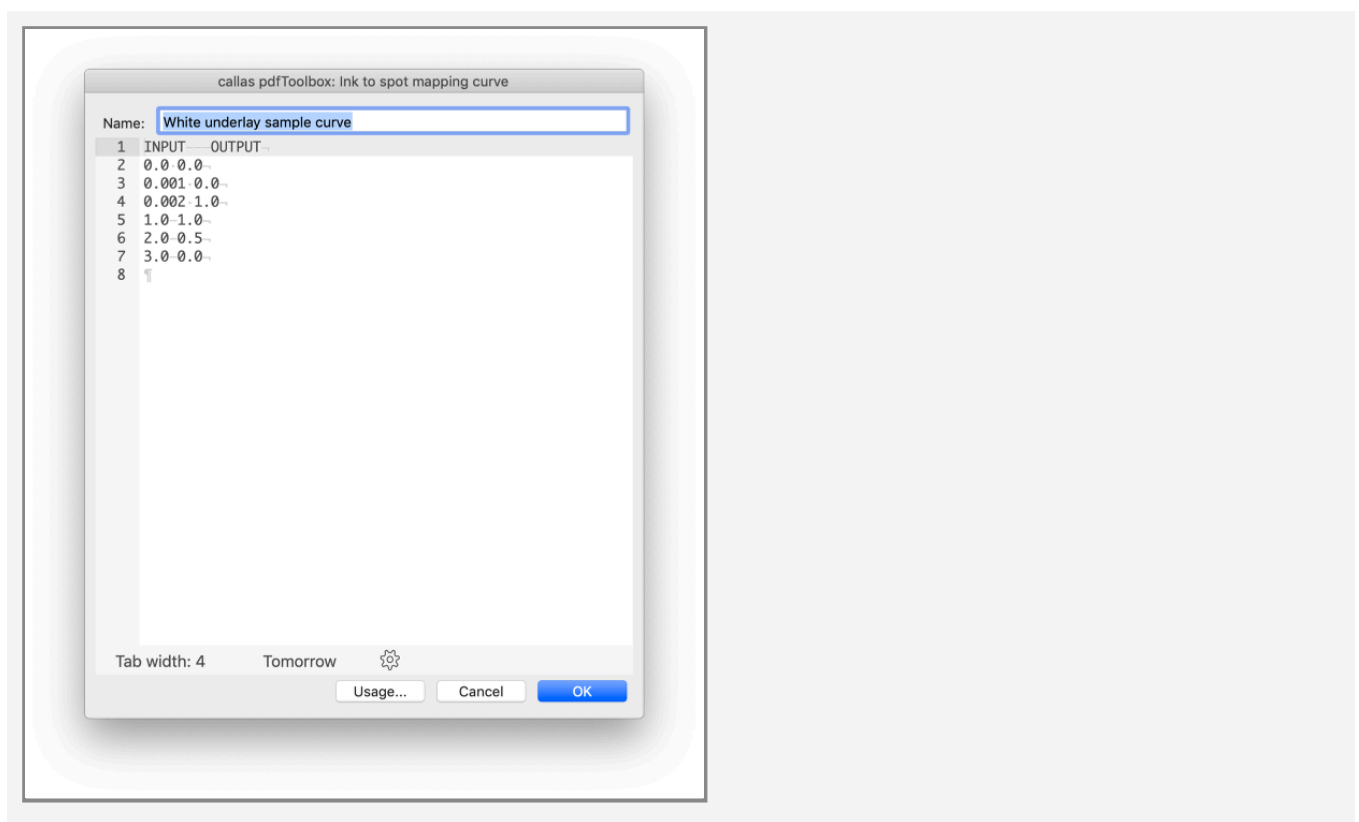 callas pdfToolbox: Ink to spot mapping curve
Name: White underlay sample curve
1 INPUT OUTPUT
2 0.0 0.0
3 0.001 0.0
4 0.002 1.0
5 1.0 1.0
6 2.0 0.5
7 3.0 0.0
8 ¶
Tab width: 4 Tomorrow
Usage... Cancel OK